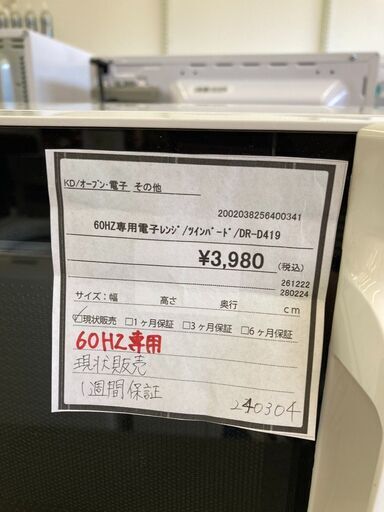 KD/オーブン・電子 その他
2002038256400341
60HZ専用電子レンジ/ツインバード/DR-D419
¥3,980 (税込)
261222
280224
サイズ:幅 高さ 奥行 cm
□現状販売 □1ヶ月保証 □3ヶ月保証 □6ヶ月保証
60HZ専用
現状販売
1週間保証
240304